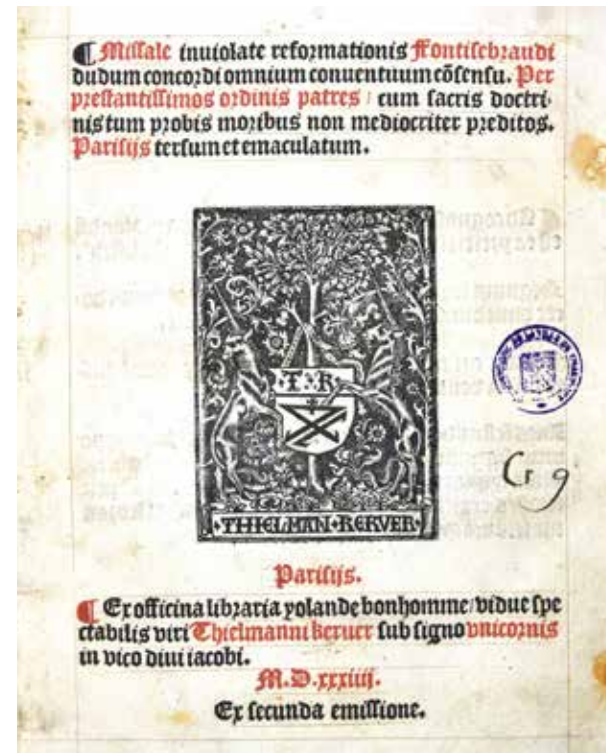 ¶ Missale inuiolate reformationis Fontisebraudi
dudum concordi omnium conuentuum cōsensu. Per
prestantissimos ordinis patres / cum sacris doctri-
nis tum probis moribus non mediocriter preditos.
Parisijs tersum et emaculatum.
T R
THIELMAN KERVER
Cr 9
Parisijs.
¶ Ex officina libraria yolande bonhomme / vidue spe
ctabilis viri Thielmanni keruer sub signo vnicornis
in vico diui iacobi.
M.D.xxxiiij.
Ex secunda emissione.